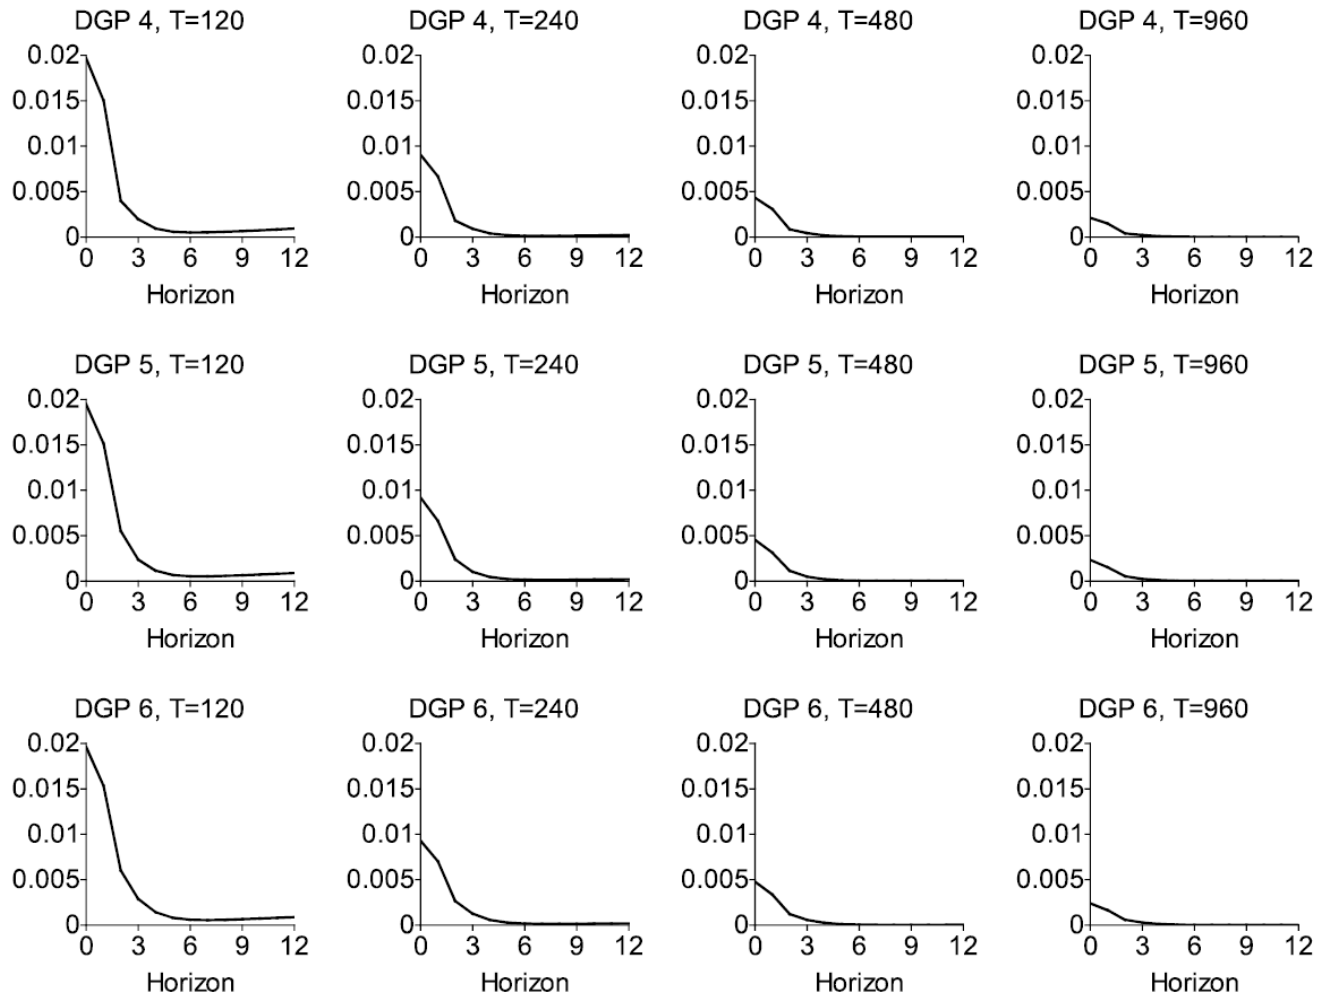 DGP 4, T=120 DGP 4, T=240 DGP 4, T=480 DGP 4, T=960
0.02 0.02 0.02 0.02
0.015 0.015 0.015 0.015
0.01 0.01 0.01 0.01
0.005 0.005 0.005 0.005
0 0 0 0
0 3 6 9 12 0 3 6 9 12 0 3 6 9 12 0 3 6 9 12
Horizon Horizon Horizon Horizon
DGP 5, T=120 DGP 5, T=240 DGP 5, T=480 DGP 5, T=960
0.02 0.02 0.02 0.02
0.015 0.015 0.015 0.015
0.01 0.01 0.01 0.01
0.005 0.005 0.005 0.005
0 0 0 0
0 3 6 9 12 0 3 6 9 12 0 3 6 9 12 0 3 6 9 12
Horizon Horizon Horizon Horizon
DGP 6, T=120 DGP 6, T=240 DGP 6, T=480 DGP 6, T=960
0.02 0.02 0.02 0.02
0.015 0.015 0.015 0.015
0.01 0.01 0.01 0.01
0.005 0.005 0.005 0.005
0 0 0 0
0 3 6 9 12 0 3 6 9 12 0 3 6 9 12 0 3 6 9 12
Horizon Horizon Horizon Horizon